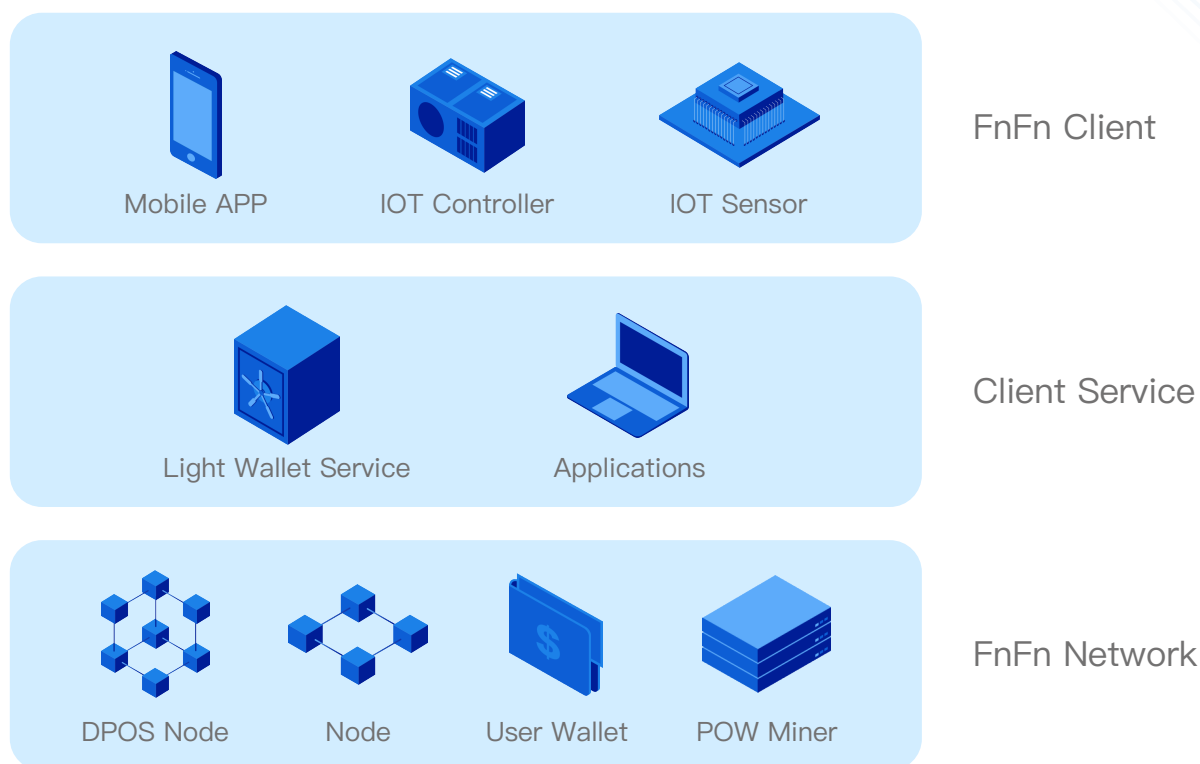 Mobile APP
IOT Controller
IOT Sensor
FnFn Client
Light Wallet Service
Applications
Client Service
$
DPOS Node
Node
User Wallet
POW Miner
FnFn Network